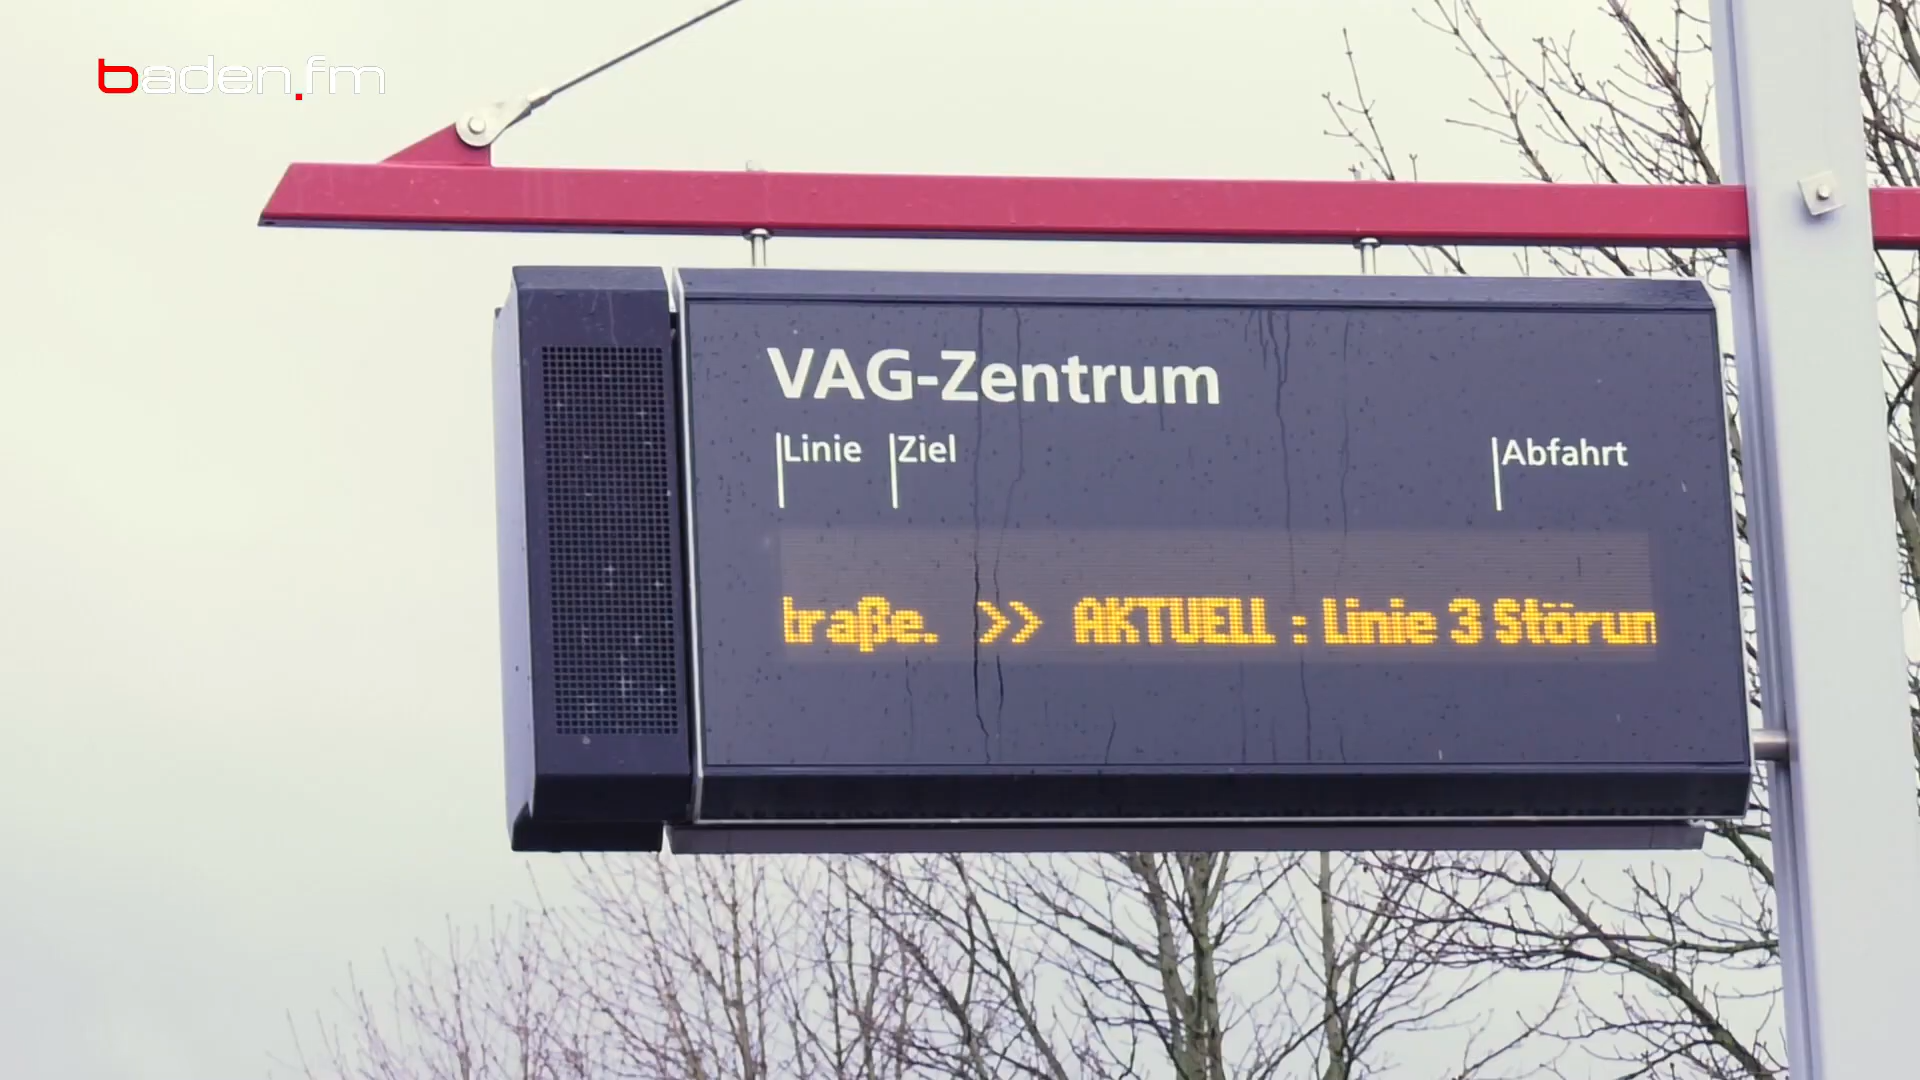 baden.fm
VAG-Zentrum
Linie Ziel Abfahrt
traße. >> AKTUELL : Linie 3 Störun